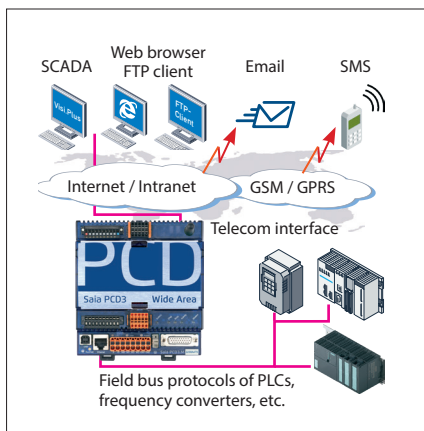 Web browser
SCADA FTP client Email SMS
Visi.Plus
FTP-
Client
Internet / Intranet GSM / GPRS
Telecom interface
PCD
Saia PCD3 Wide Area
Field bus protocols of PLCs,
frequency converters, etc.